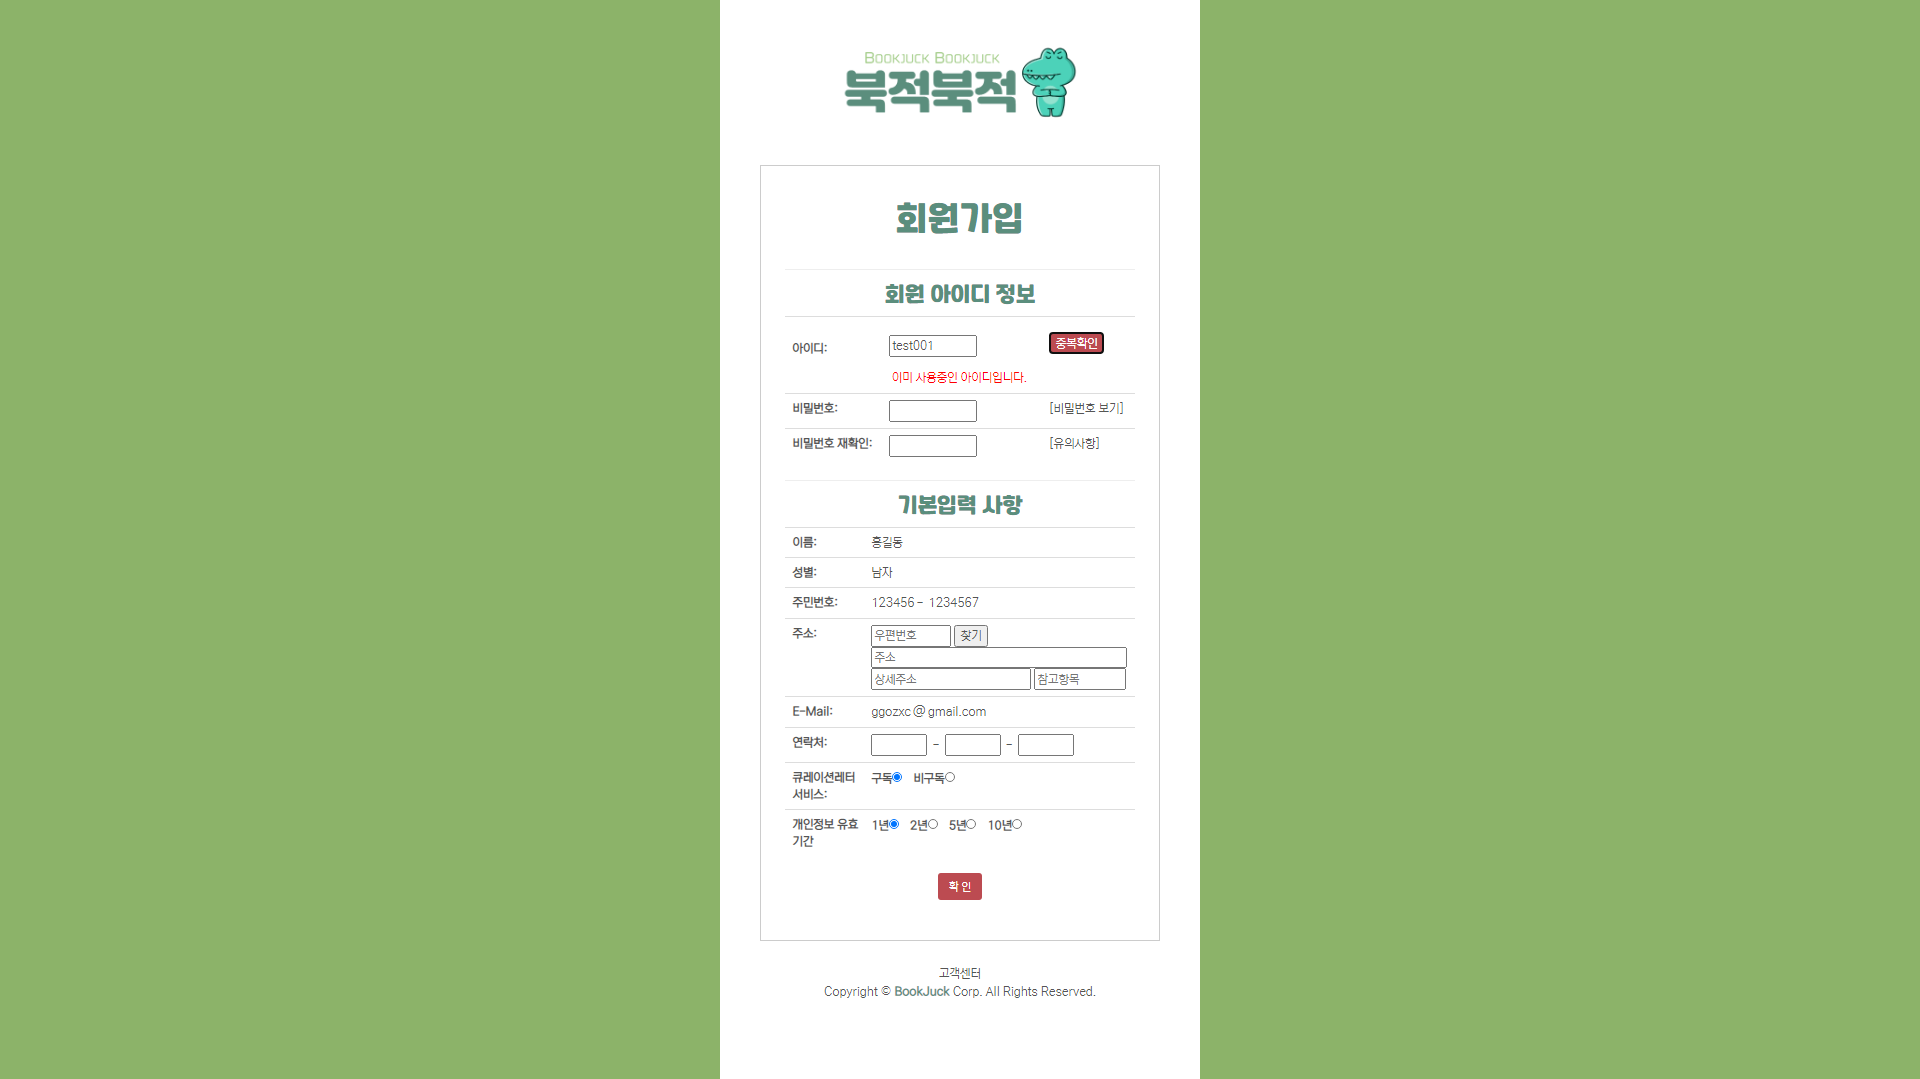 BOOKJUCK BOOKJUCK
북적북적
회원가입
회원 아이디 정보
아이디: test001 중복확인
이미 사용중인 아이디입니다.
비밀번호: [비밀번호 보기]
비밀번호 재확인: [유의사항]
기본입력 사항
이름: 홍길동
성별: 남자
주민번호: 123456 - 1234567
주소: 우편번호 찾기
주소
상세주소 참고항목
E-Mail: ggozxc @ gmail.com
연락처: - -
큐레이션레터 서비스: 구독 비구독
개인정보 유효기간 1년 2년 5년 10년
확 인
고객센터
Copyright © BookJuck Corp. All Rights Reserved.